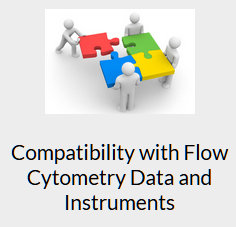 Compatibility with Flow
Cytometry Data and
Instruments